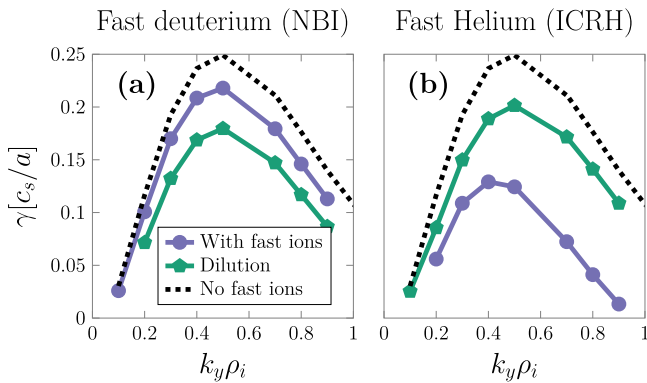 Fast deuterium (NBI)
Fast Helium (ICRH)
(a)
(b)
γ[c_s/a]
0.25
0.2
0.15
0.1
0.05
0
With fast ions
Dilution
No fast ions
0 0.2 0.4 0.6 0.8 1
0 0.2 0.4 0.6 0.8 1
k_yρ_i
k_yρ_i